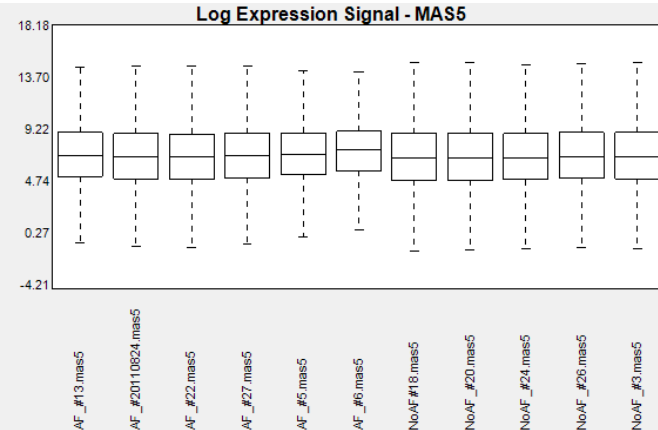 Log Expression Signal - MAS5
18.18
13.70
9.22
4.74
0.27
-4.21
AF_#13.mas5
AF_#20110824.mas5
AF_#22.mas5
AF_#27.mas5
AF_#5.mas5
AF_#6.mas5
NoAF#18.mas5
NoAF_#20.mas5
NoAF_#24.mas5
NoAF_#26.mas5
NoAF_#3.mas5